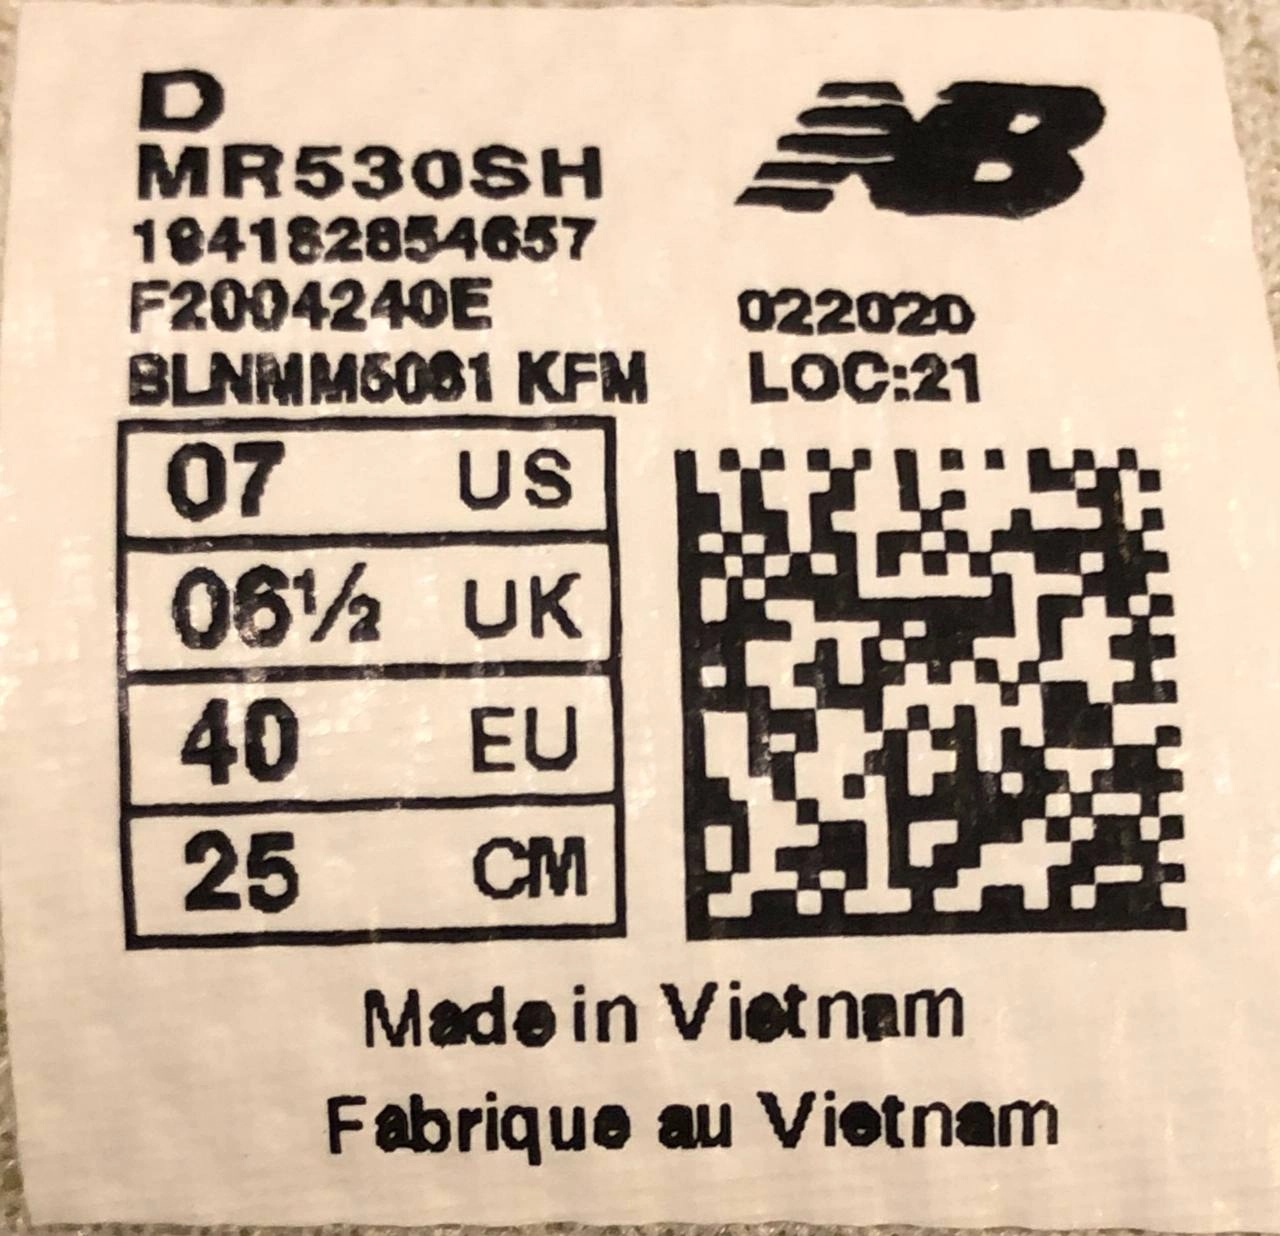 D
MR530SH
NB
194182854657
F2004240E
022020
BLNMM5061 KFM
LOC:21
07 US
06½ UK
40 EU
25 CM
Made in Vietnam
Fabrique au Vietnam